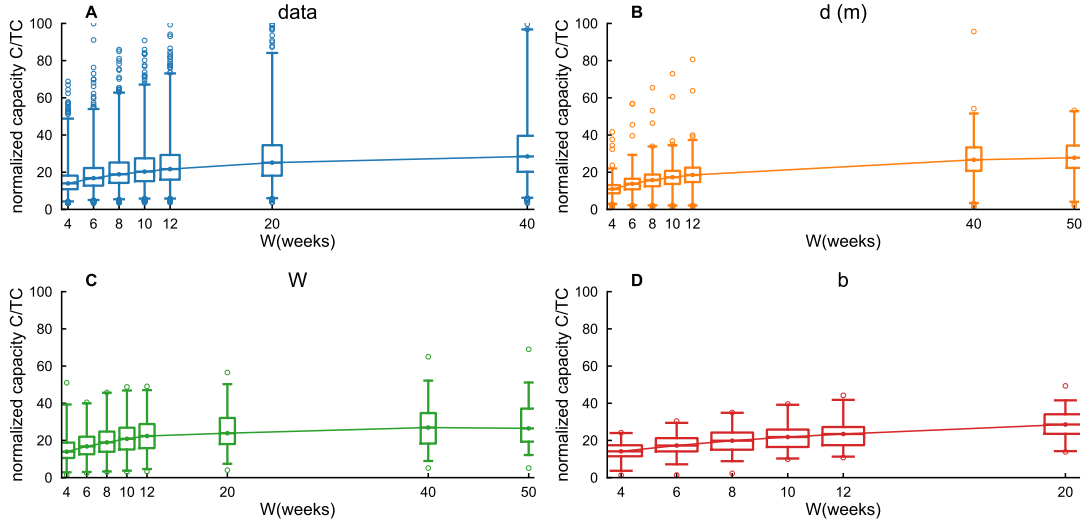 A data
100
80
60
40
20
0
normalized capacity C/TC
4 6 8 10 12 20 40
W(weeks)
B d (m)
100
80
60
40
20
0
normalized capacity C/TC
4 6 8 10 12 40 50
W(weeks)
C W
100
80
60
40
20
0
normalized capacity C/TC
4 6 8 10 12 20 40 50
W(weeks)
D b
100
80
60
40
20
0
normalized capacity C/TC
4 6 8 10 12 20
W(weeks)